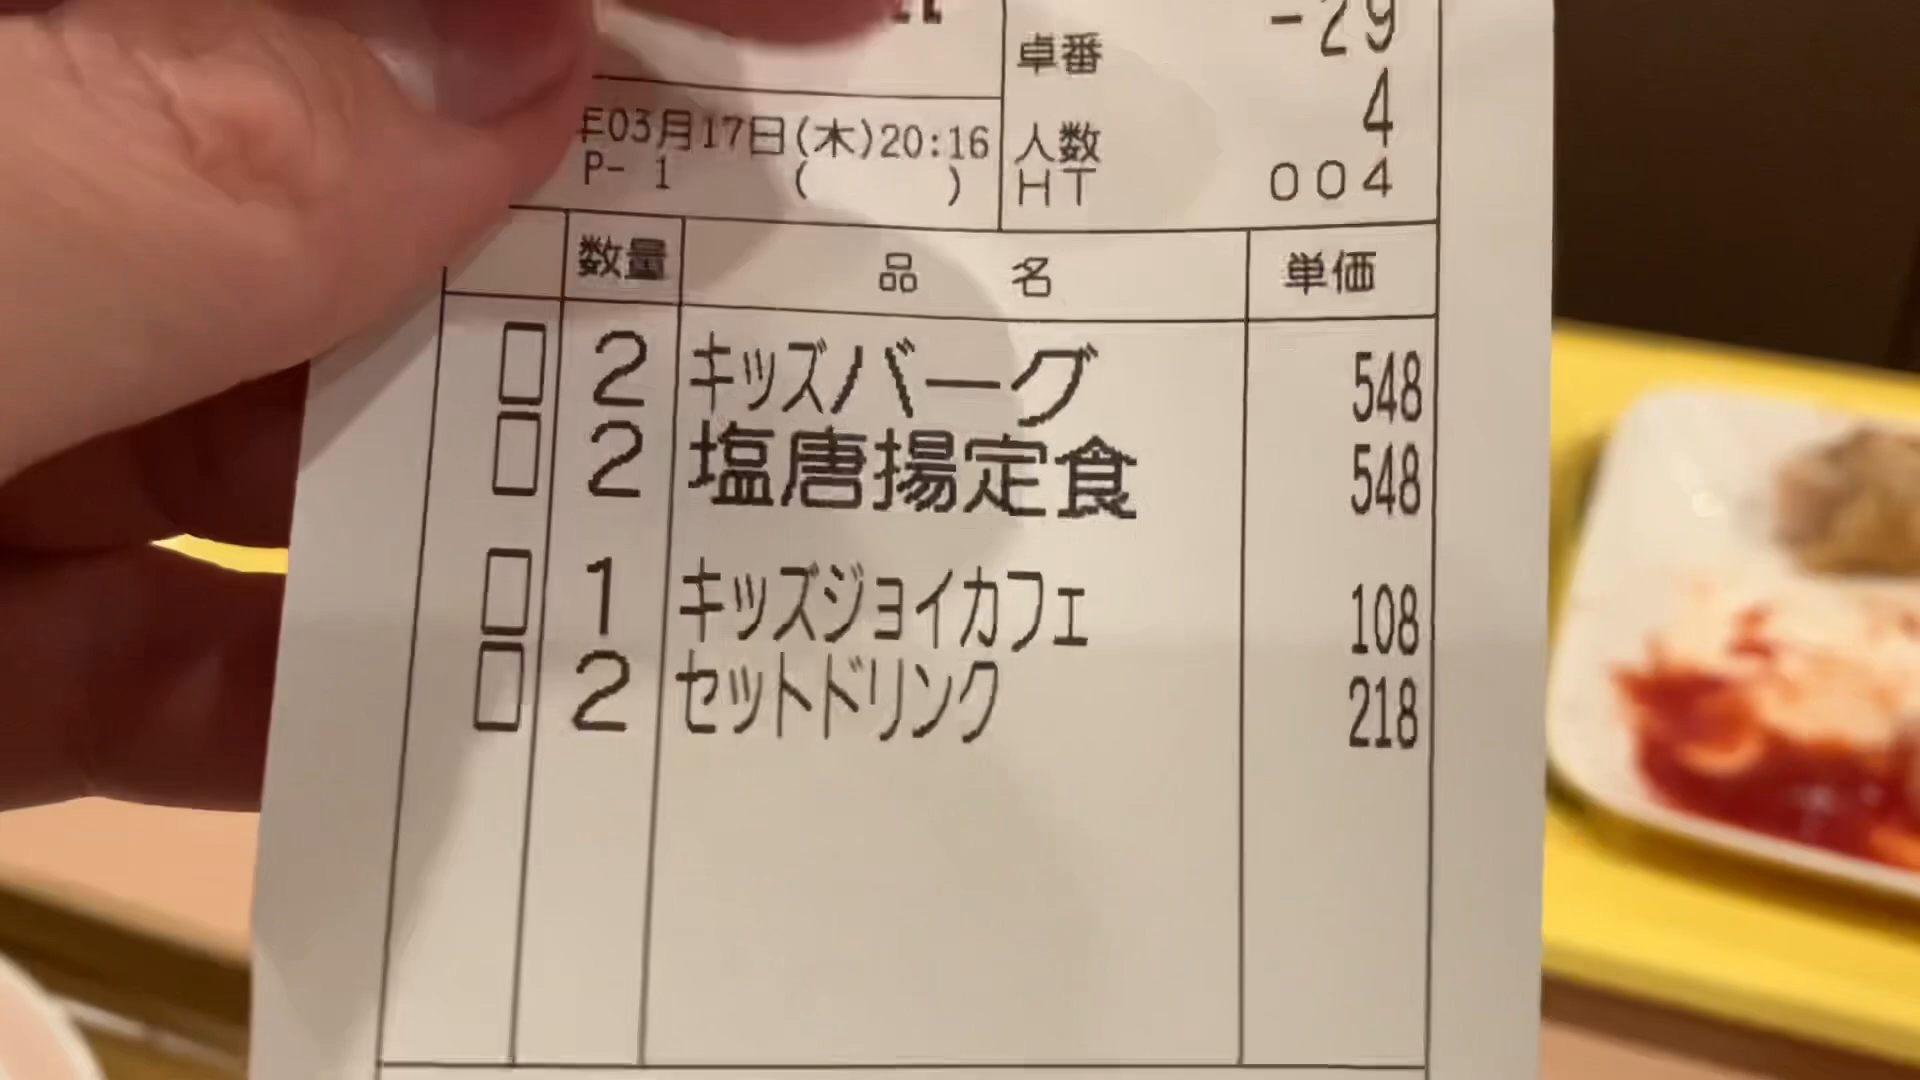 卓番 -29
年03月17日(木)20:16 人数 4
P- 1 ( ) HT 004
数量 品名 単価
2 キッズバーグ 548
2 塩唐揚定食 548
1 キッズジョイカフェ 108
2 セットドリンク 218